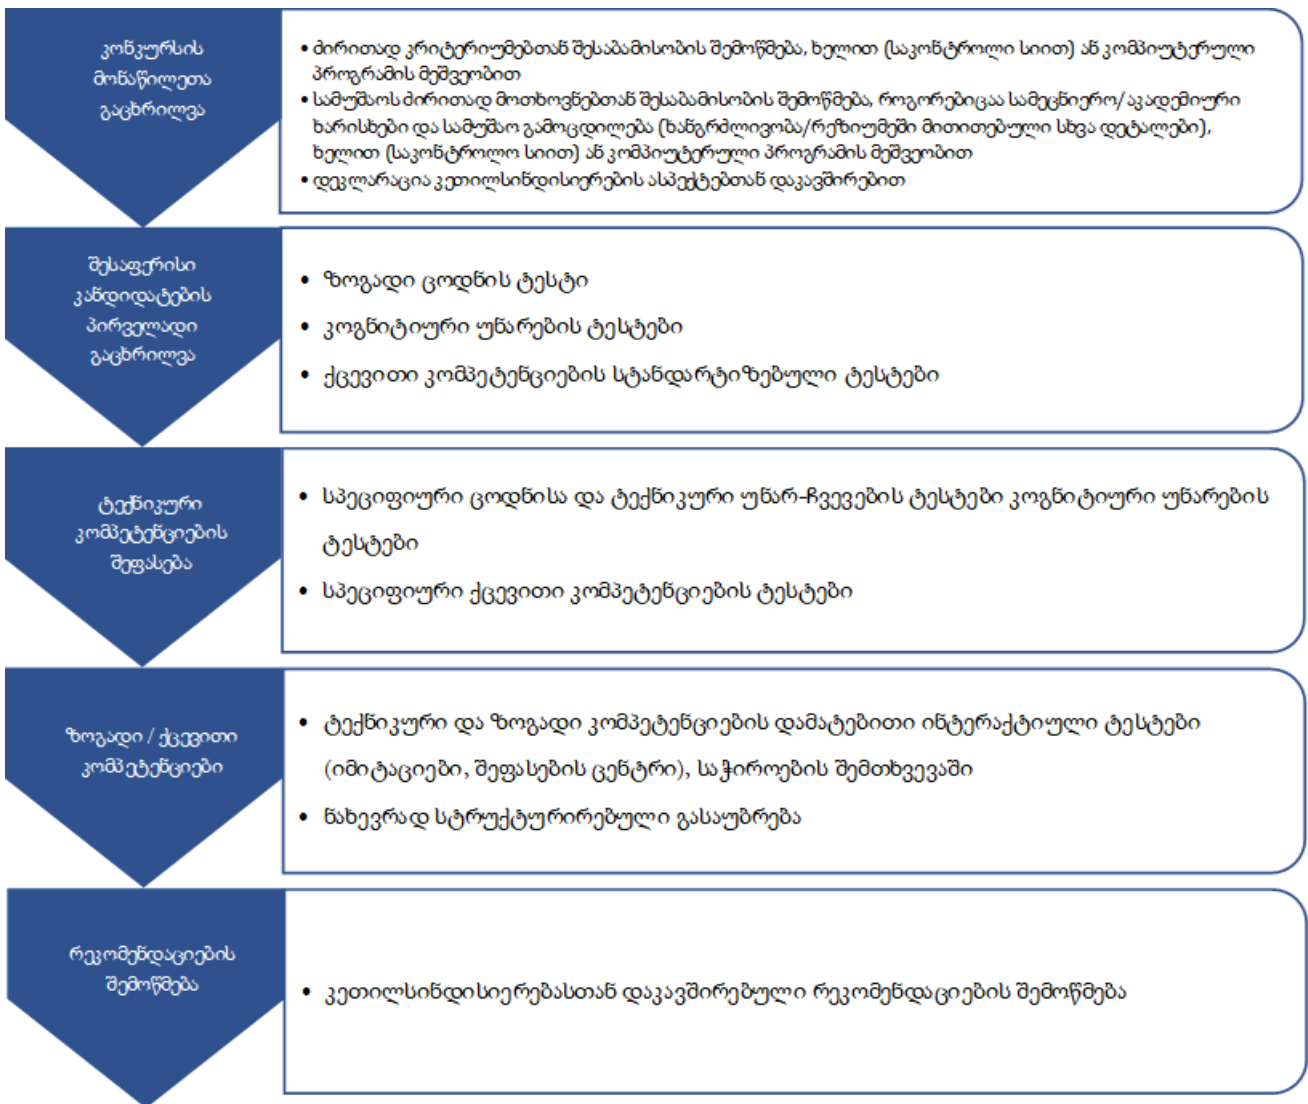 კონკურსის
მონაწილეთა
გაცხრილვა
• ძირითად კრიტერიუმებთან შესაბამისობის შემოწმება, ხელით (საკონტროლი სიით) ან კომპიუტერული
პროგრამის მეშვეობით
• სამუშაოს ძირითად მოთხოვნებთან შესაბამისობის შემოწმება, როგორებიცაა სამეცნიერო/აკადემიური
ხარისხები და სამუშაო გამოცდილება (ხანგრძლივობა/რეზიუმეში მითითებული სხვა დეტალები),
ხელით (საკონტროლო სიით) ან კომპიუტერული პროგრამის მეშვეობით
• დეკლარაცია კეთილსინდისიერების ასპექტებთან დაკავშირებით
შესაფერისი
კანდიდატების
პირველადი
გაცხრილვა
• ზოგადი ცოდნის ტესტი
• კოგნიტიური უნარების ტესტები
• ქცევითი კომპეტენციების სტანდარტიზებული ტესტები
ტექნიკური
კომპეტენციების
შეფასება
• სპეციფიური ცოდნისა და ტექნიკური უნარ-ჩვევების ტესტები კოგნიტიური უნარების
ტესტები
• სპეციფიური ქცევითი კომპეტენციების ტესტები
ზოგადი / ქცევითი
კომპეტენციები
• ტექნიკური და ზოგადი კომპეტენციების დამატებითი ინტერაქტიული ტესტები
(იმიტაციები, შეფასების ცენტრი), საჭიროების შემთხვევაში
• ნახევრად სტრუქტურირებული გასაუბრება
რეკომენდაციების
შემოწმება
• კეთილსინდისიერებასთან დაკავშირებული რეკომენდაციების შემოწმება